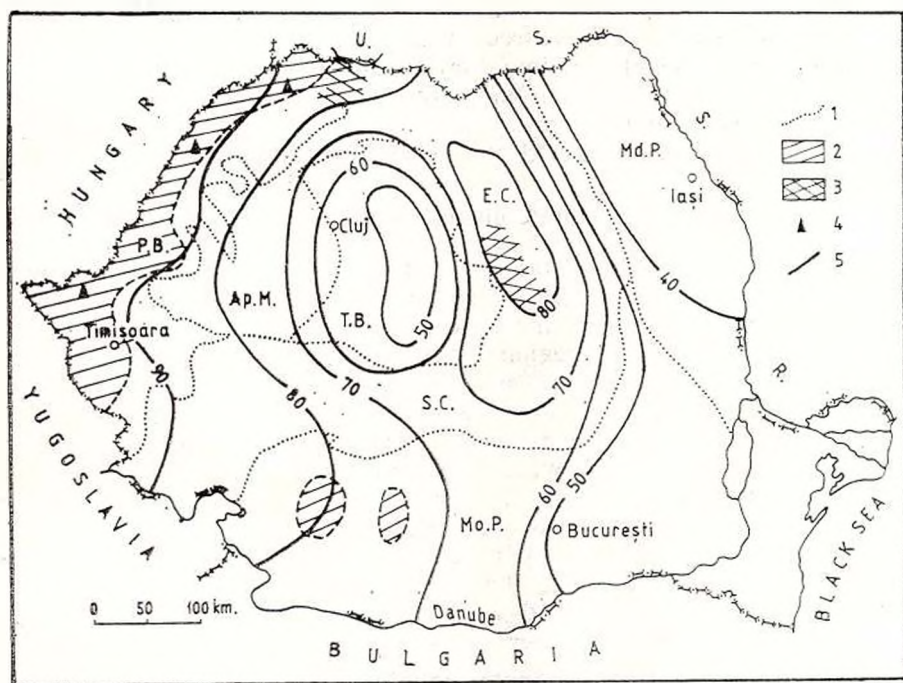 U. S. S. R.
HUNGARY
YUGOSLAVIA
BULGARIA
BLACK SEA
Danube
Md.P.
Iași
E.C.
Cluj
P.B.
Ap.M.
T.B.
Timișoara
S.C.
Mo.P.
București
60
50
80
70
40
90
80
70
60
50
1
2
3
4
5
0 50 100 km.